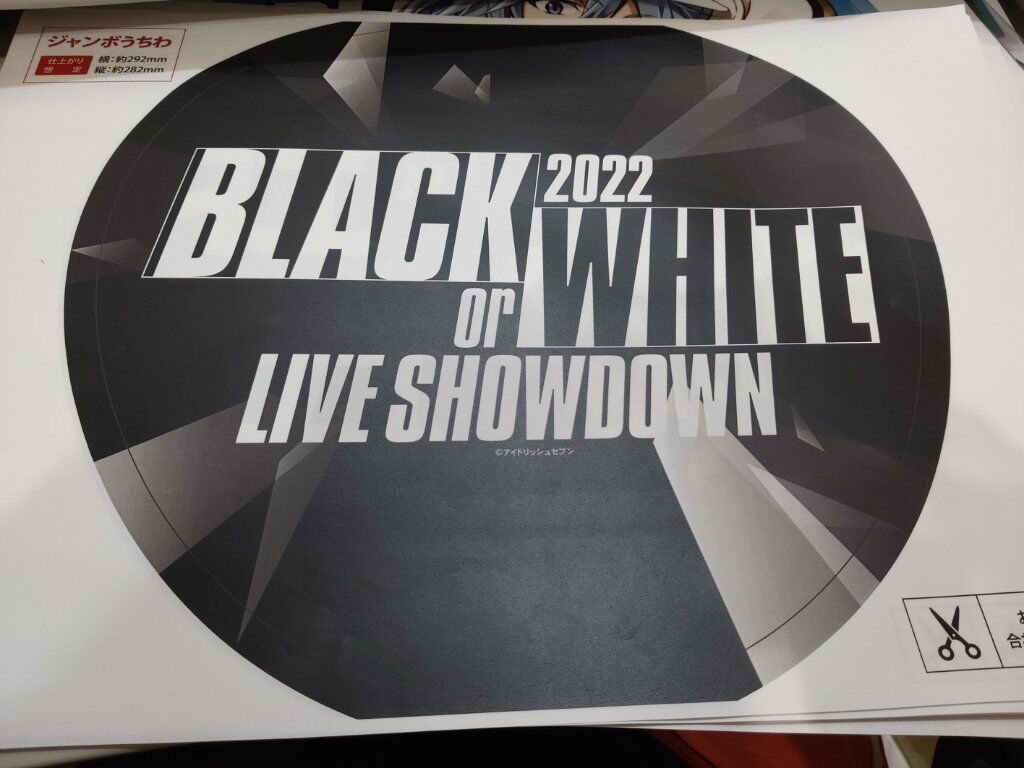 ジャンボうちわ
仕上がり
想 定
横:約292mm
縦:約282mm
BLACK
2022
or
WHITE
LIVE SHOWDOWN
©アイドリッシュセブン